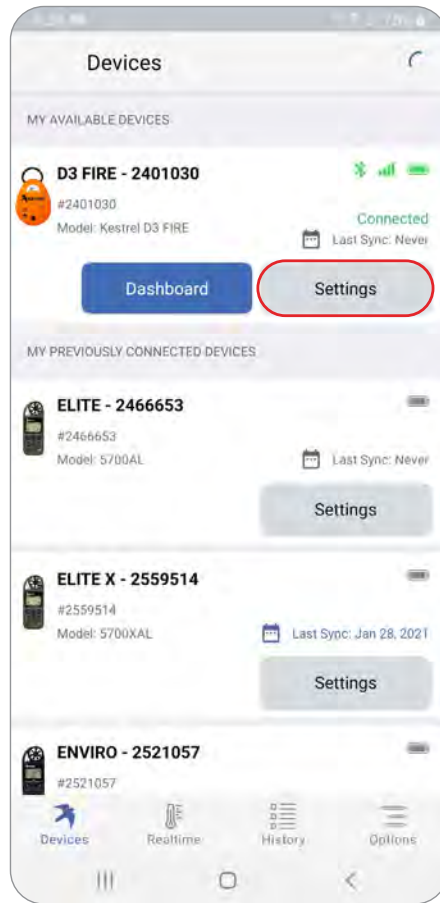 Devices
MY AVAILABLE DEVICES
D3 FIRE - 2401030
#2401030
Model: Kestrel D3 FIRE
Connected
Last Sync: Never
Dashboard
Settings
MY PREVIOUSLY CONNECTED DEVICES
ELITE - 2466653
#2466653
Model: 5700AL
Last Sync: Never
Settings
ELITE X - 2559514
#2559514
Model: 5700XAL
Last Sync: Jan 28, 2021
Settings
ENVIRO - 2521057
#2521057
Devices Realtime History Options